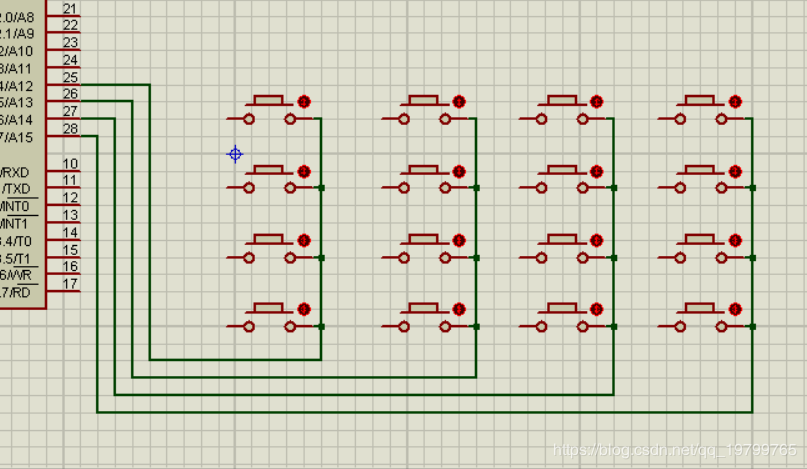 2.0/A8 21
2.1/A9 22
2/A10 23
3/A11 24
4/A12 25
5/A13 26
6/A14 27
7/A15 28
/RXD 10
/TXD 11
INT0 12
INT1 13
3.4/T0 14
3.5/T1 15
6/WR 16
.7/RD 17
https://blog.csdn.net/qq_19799765